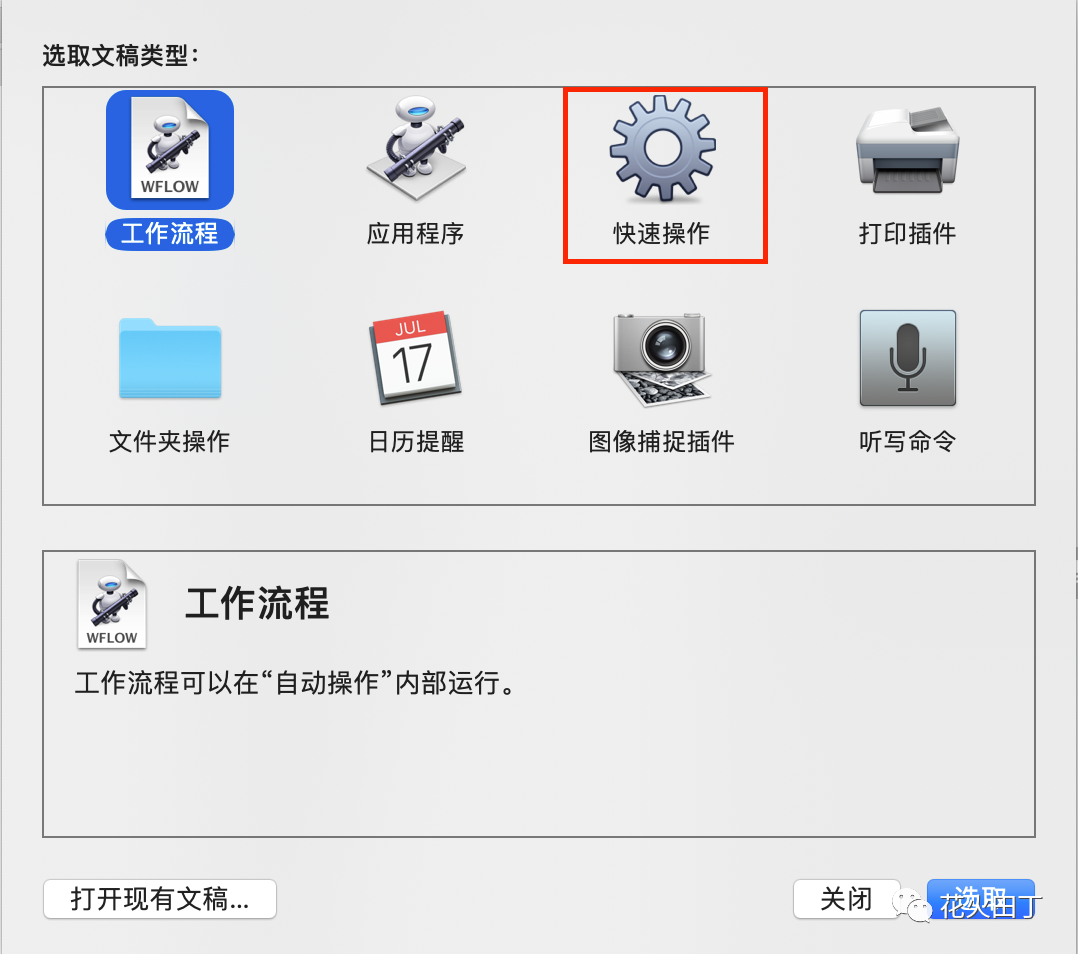 选取文稿类型：
WFLOW
工作流程
应用程序
快速操作
打印插件
JUL
17
文件夹操作
日历提醒
图像捕捉插件
听写命令
WFLOW
工作流程
工作流程可以在“自动操作”内部运行。
打开现有文稿...
关闭
选取
花火田丁